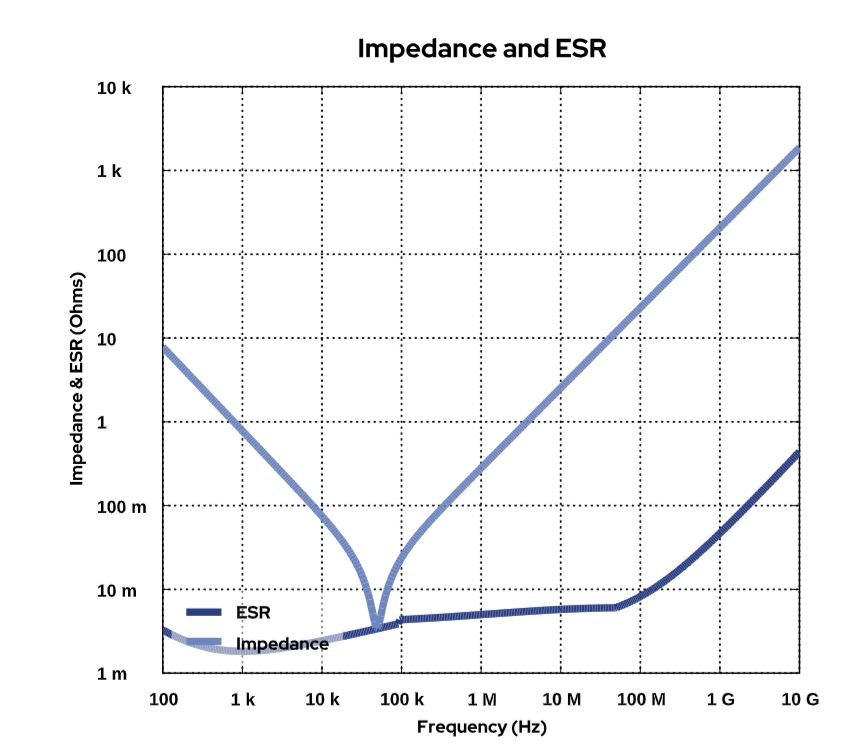 Impedance and ESR
10 k
1 k
100
10
1
100 m
10 m
1 m
Impedance & ESR (Ohms)
ESR
Impedance
100 1 k 10 k 100 k 1 M 10 M 100 M 1 G 10 G
Frequency (Hz)